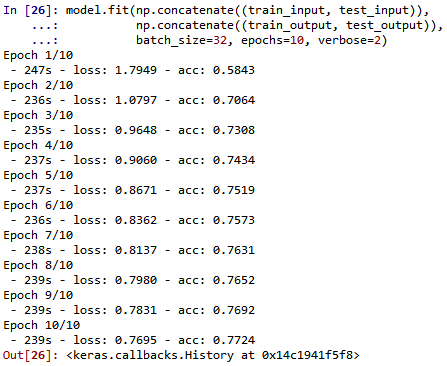 In [26]: model.fit(np.concatenate((train_input, test_input)),
...: np.concatenate((train_output, test_output)),
...: batch_size=32, epochs=10, verbose=2)
Epoch 1/10
- 247s - loss: 1.7949 - acc: 0.5843
Epoch 2/10
- 236s - loss: 1.0797 - acc: 0.7064
Epoch 3/10
- 235s - loss: 0.9648 - acc: 0.7308
Epoch 4/10
- 237s - loss: 0.9060 - acc: 0.7434
Epoch 5/10
- 237s - loss: 0.8671 - acc: 0.7519
Epoch 6/10
- 236s - loss: 0.8362 - acc: 0.7573
Epoch 7/10
- 238s - loss: 0.8137 - acc: 0.7631
Epoch 8/10
- 239s - loss: 0.7980 - acc: 0.7652
Epoch 9/10
- 239s - loss: 0.7831 - acc: 0.7692
Epoch 10/10
- 239s - loss: 0.7695 - acc: 0.7724
Out[26]: <keras.callbacks.History at 0x14c1941f5f8>